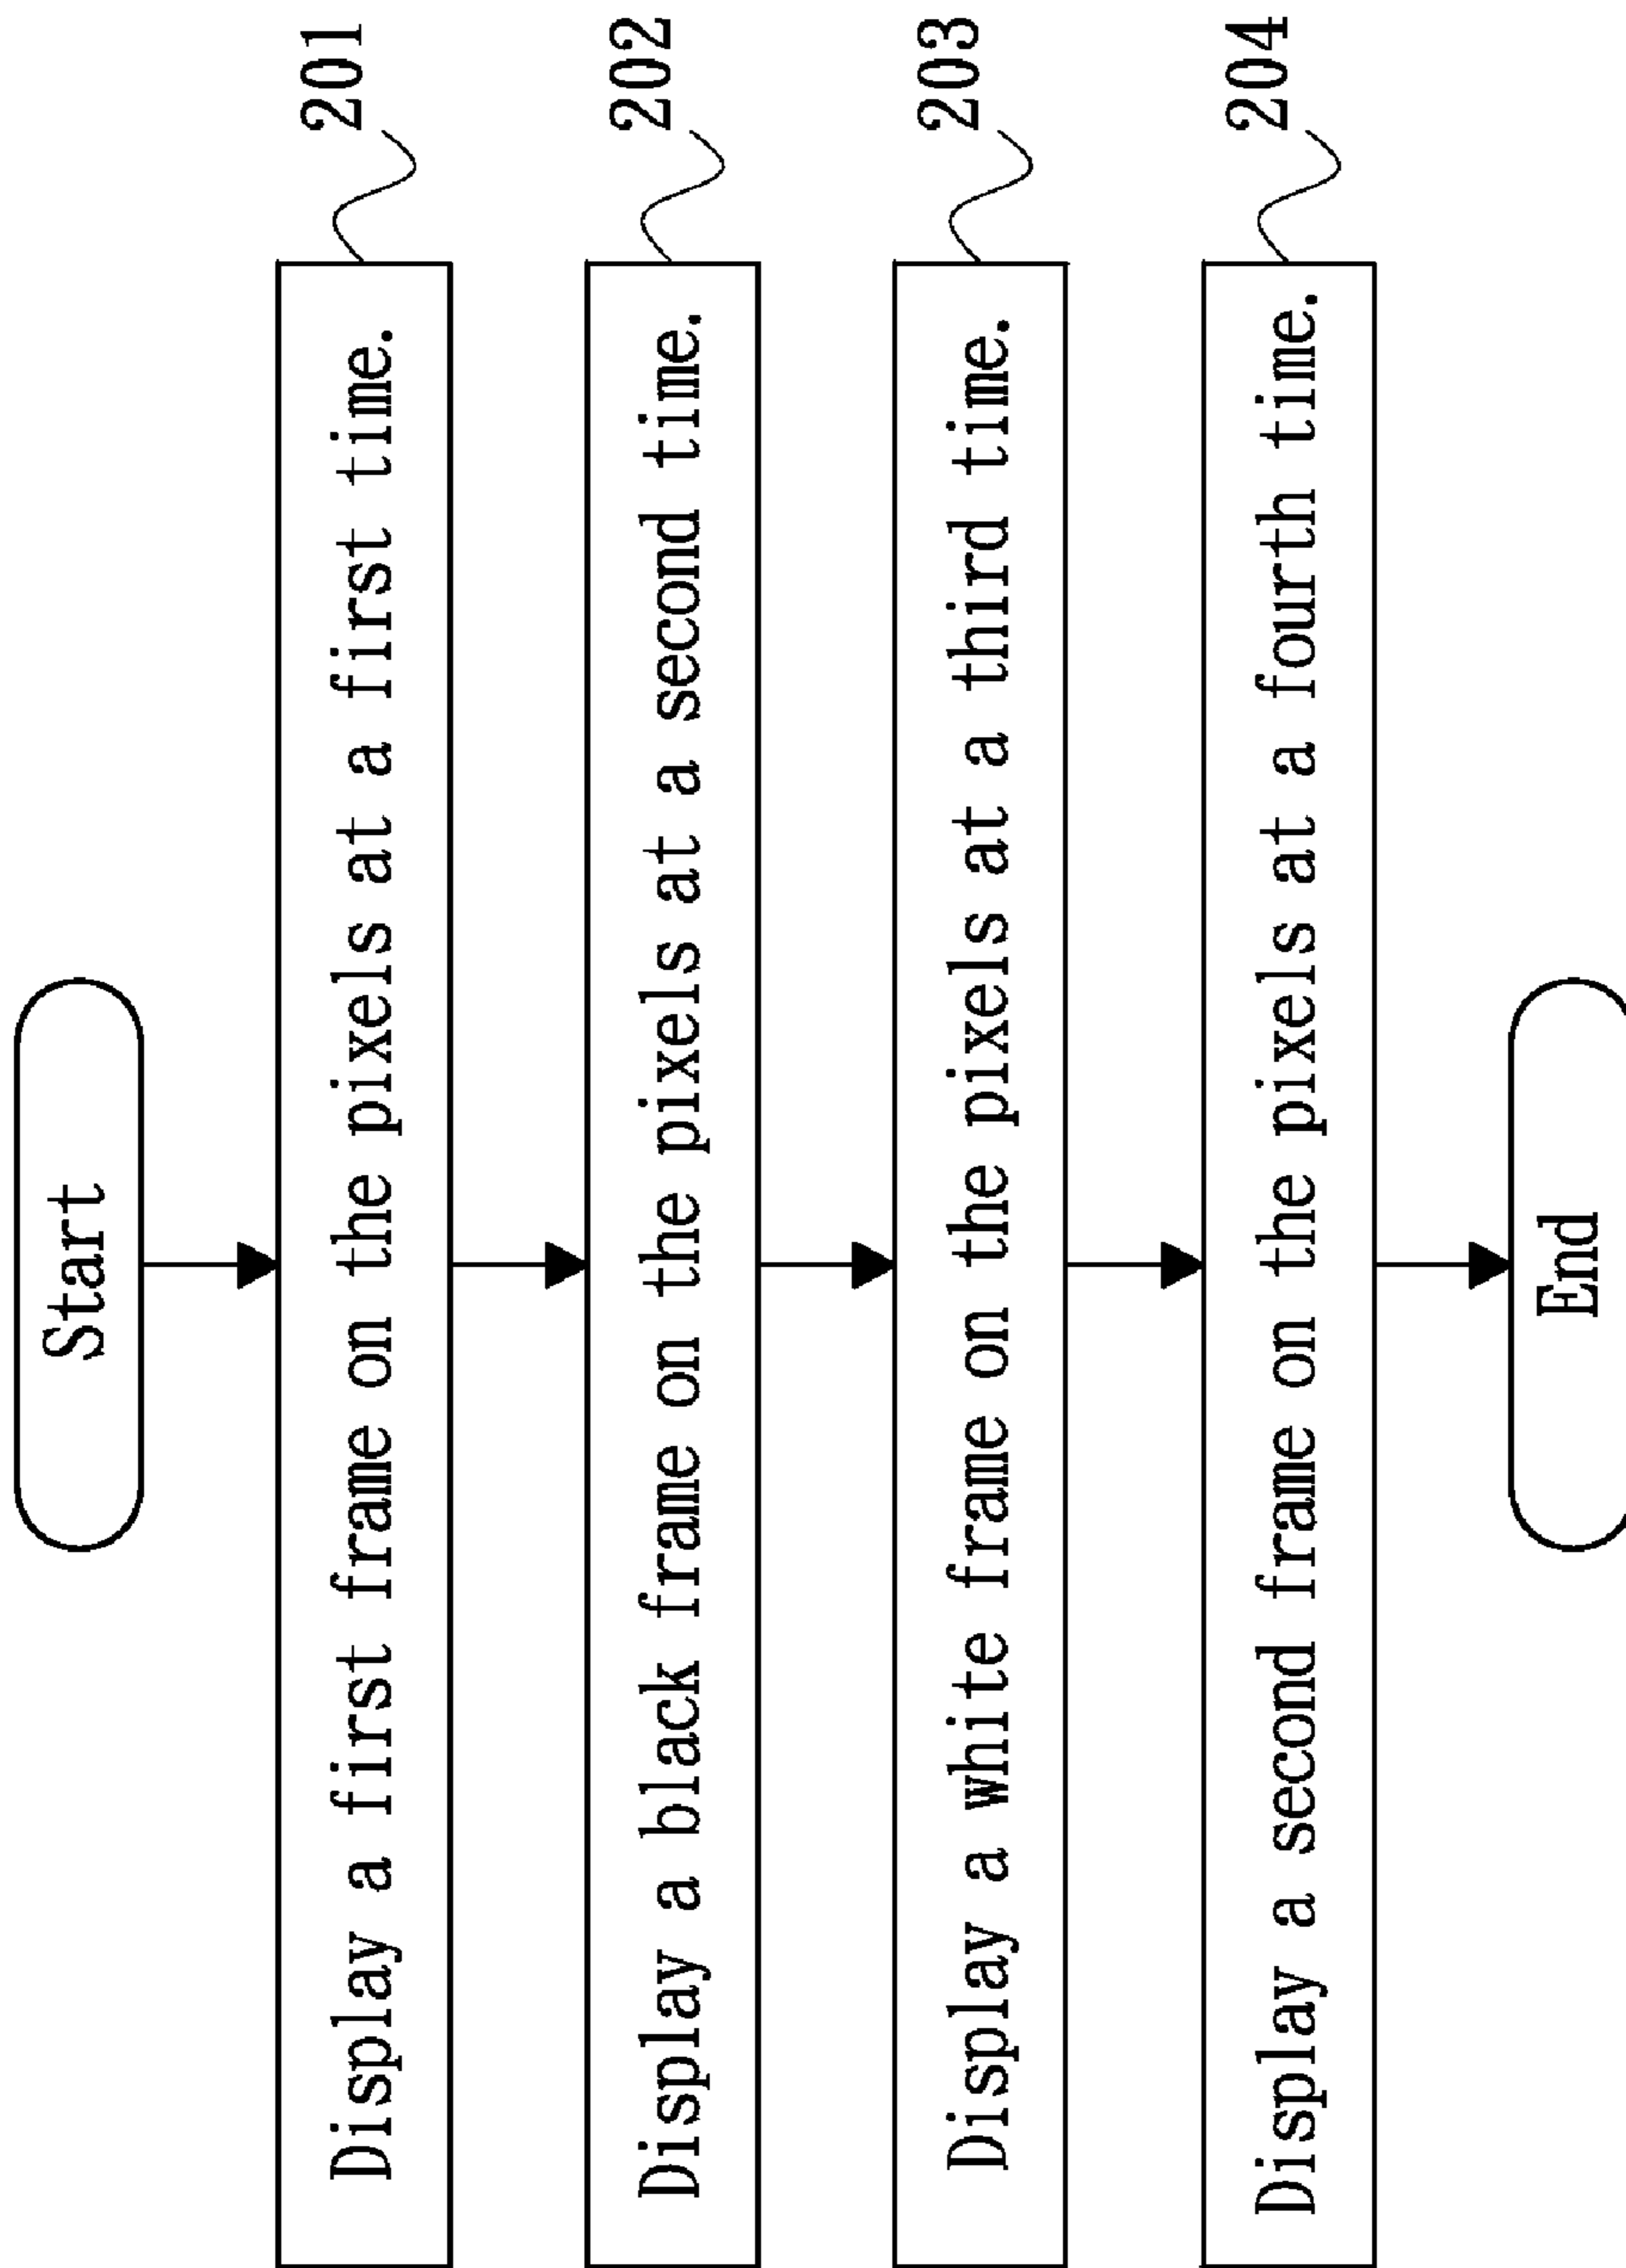 Start
Display a first frame on the pixels at a first time.
201
Display a black frame on the pixels at a second time.
202
Display a white frame on the pixels at a third time.
203
Display a second frame on the pixels at a fourth time.
204
End